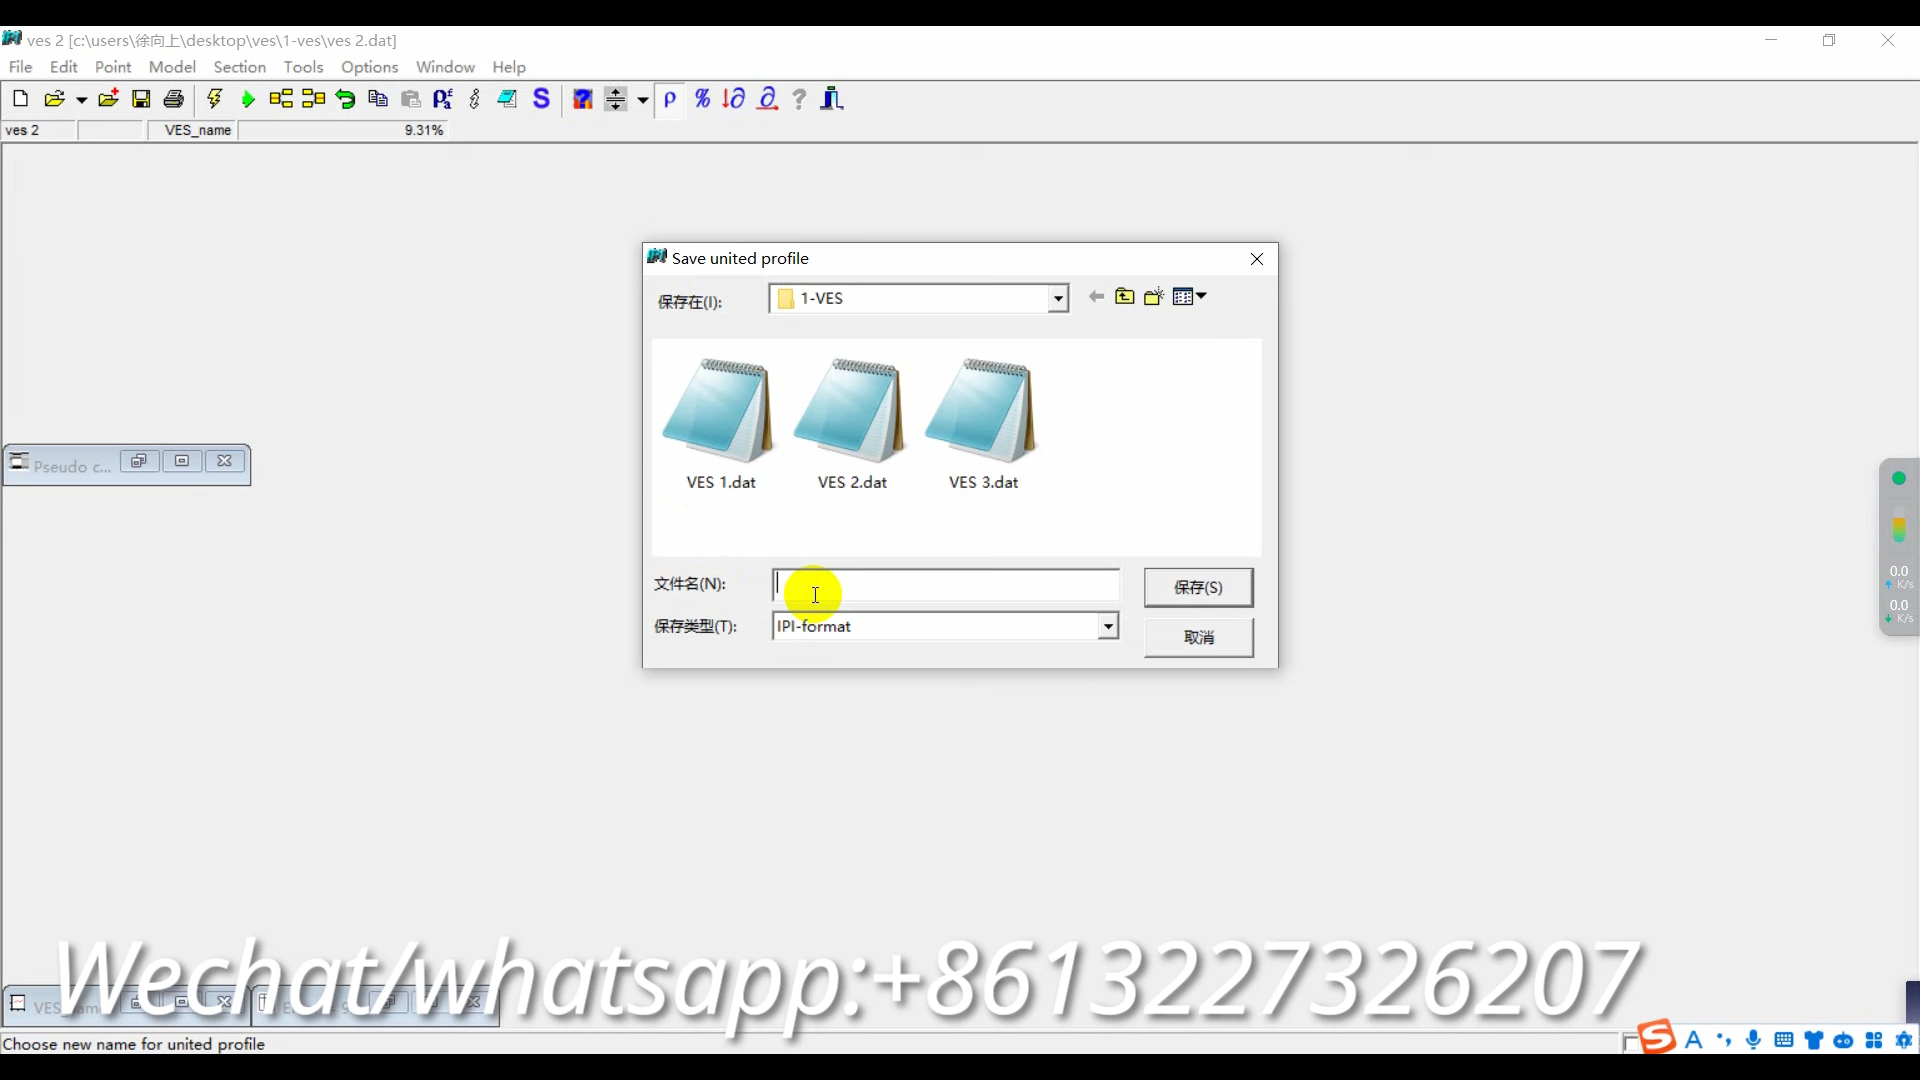 ves 2 [c:\users\徐向上\desktop\ves\1-ves\ves 2.dat]
File Edit Point Model Section Tools Options Window Help
ves 2 VES_name 9.31%
Save united profile
保存在(I): 1-VES
VES 1.dat VES 2.dat VES 3.dat
Pseudo c...
文件名(N): 保存(S)
保存类型(T): IPI-format 取消
0.0
K/s
0.0
K/s
Wechat/whatsapp:+8613227326207
Choose new name for united profile